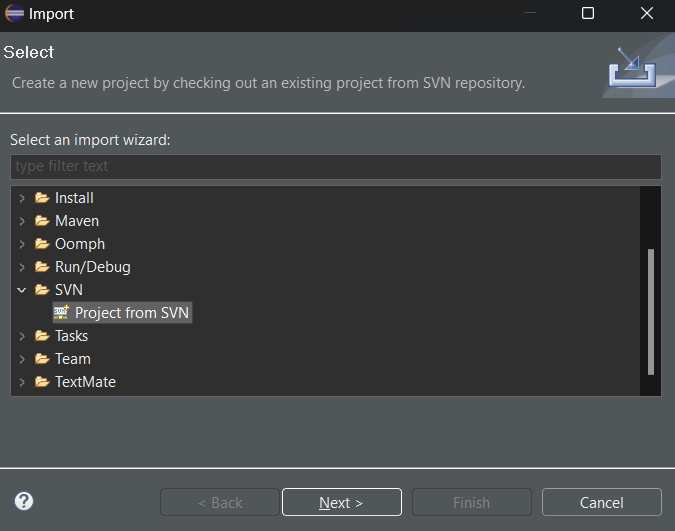 Import
Select
Create a new project by checking out an existing project from SVN repository.
Select an import wizard:
type filter text
Install
Maven
Oomph
Run/Debug
SVN
Project from SVN
Tasks
Team
TextMate
< Back
Next >
Finish
Cancel